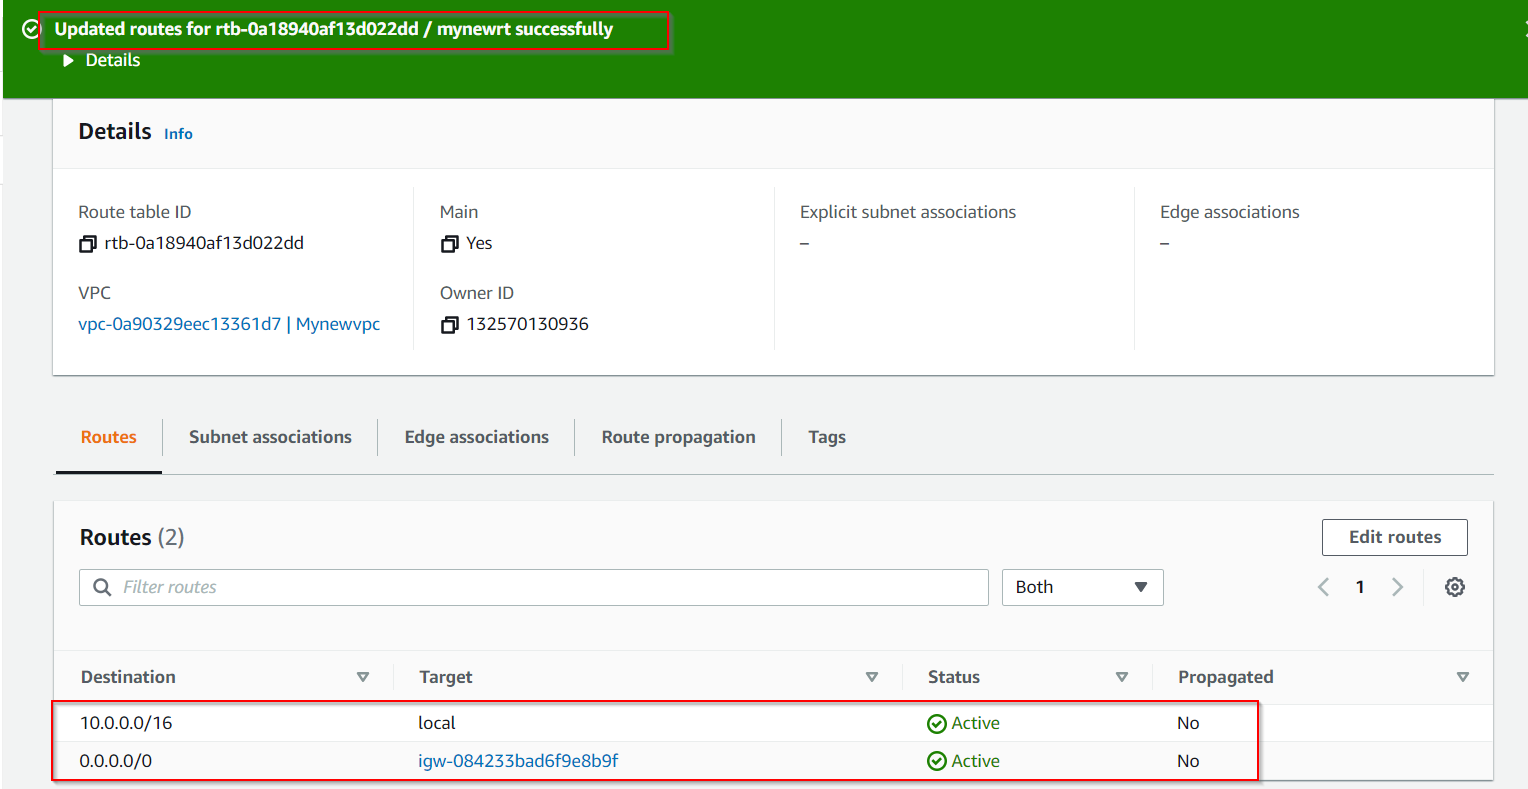 Updated routes for rtb-0a18940af13d022dd / mynewrt successfully
Details
Details Info
Route table ID
rtb-0a18940af13d022dd
Main
Yes
Explicit subnet associations
–
Edge associations
–
VPC
vpc-0a90329eec13361d7 | Mynewvpc
Owner ID
132570130936
Routes Subnet associations Edge associations Route propagation Tags
Routes (2)
Edit routes
Filter routes
Both
1
Destination Target Status Propagated
10.0.0.0/16 local Active No
0.0.0.0/0 igw-084233bad6f9e8b9f Active No